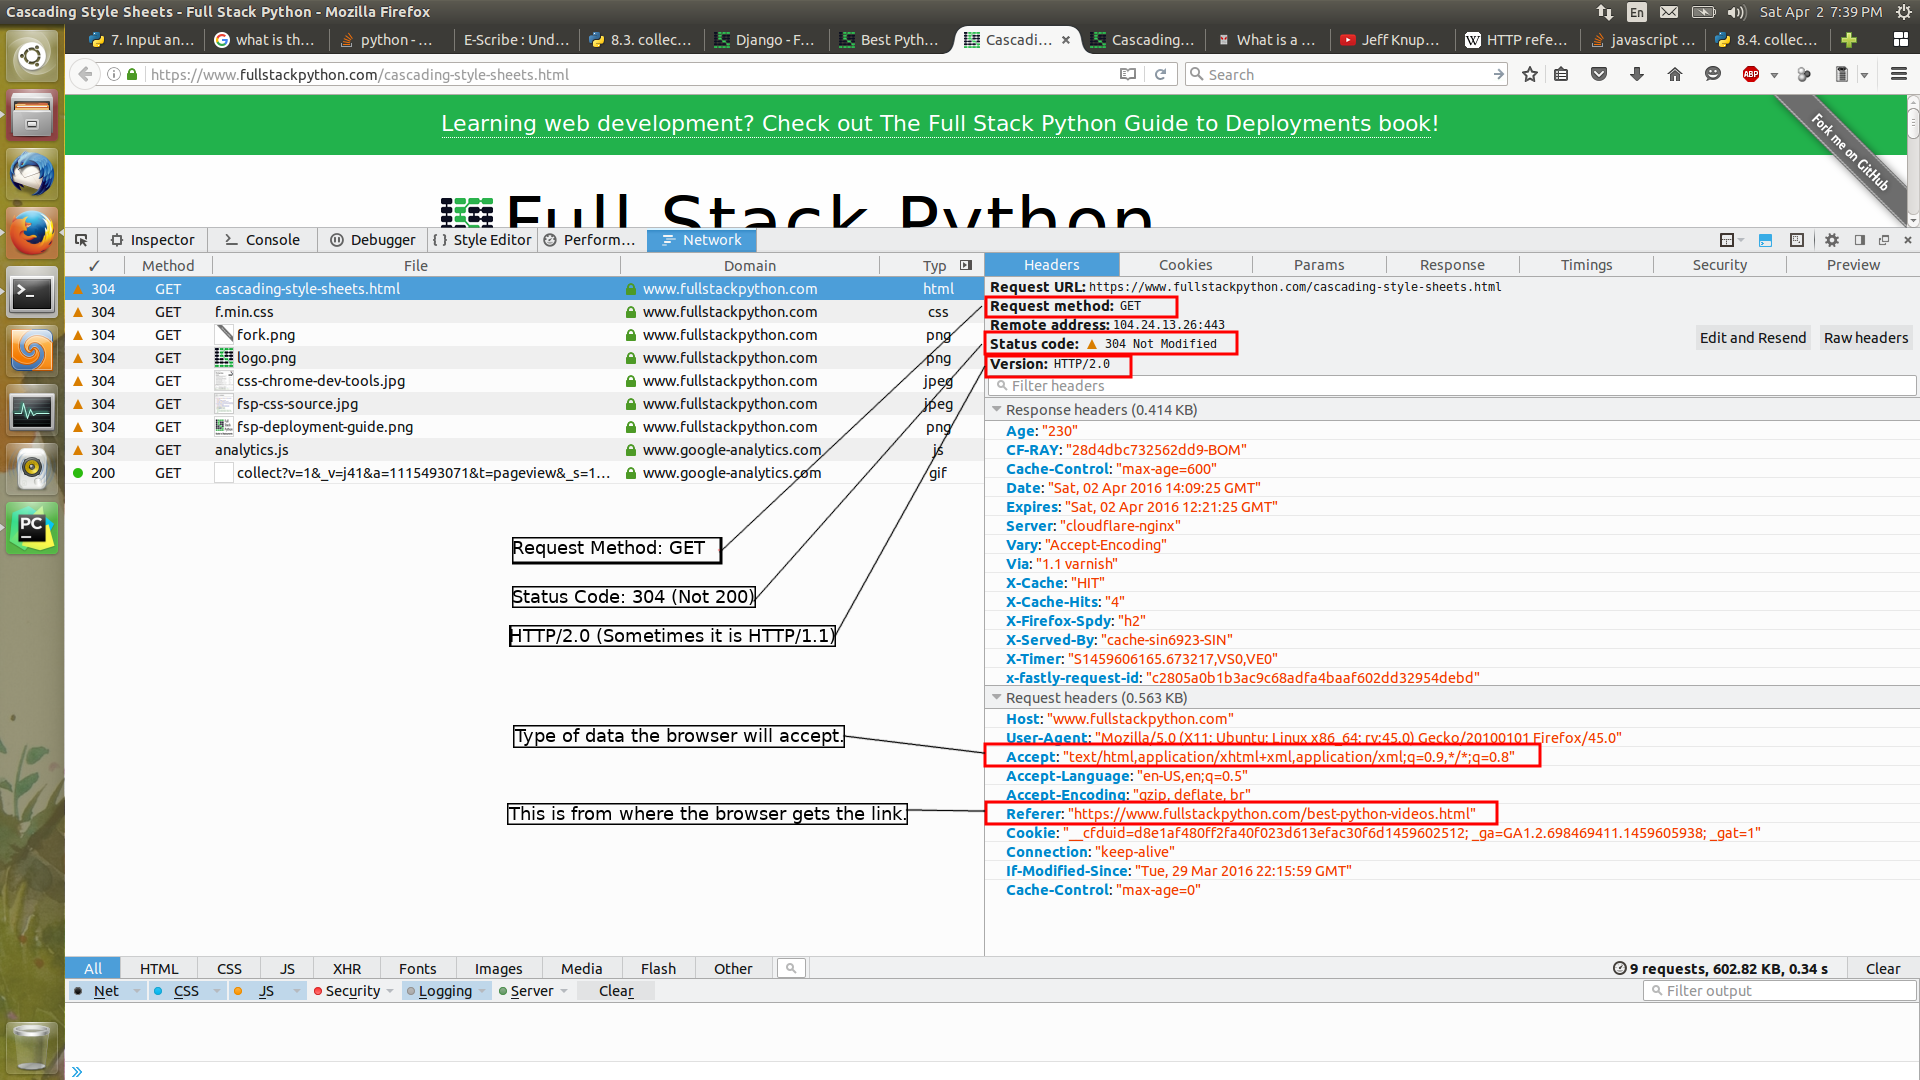 Cascading Style Sheets - Full Stack Python - Mozilla Firefox
En
Sat Apr 2 7:39 PM
7. Input an...
what is th...
python - ...
E-Scribe : Und...
8.3. collec...
Django - F...
Best Pyth...
Cascadi...
Cascading...
What is a ...
Jeff Knup...
HTTP refe...
javascript ...
8.4. collec...
https://www.fullstackpython.com/cascading-style-sheets.html
Search
ABP
Learning web development? Check out The Full Stack Python Guide to Deployments book!
Fork me on GitHub
Full Stack Python
Inspector
Console
Debugger
Style Editor
Perform...
Network
✓ Method File Domain Typ
304 GET cascading-style-sheets.html www.fullstackpython.com html
304 GET f.min.css www.fullstackpython.com css
304 GET fork.png www.fullstackpython.com png
304 GET logo.png www.fullstackpython.com png
304 GET css-chrome-dev-tools.jpg www.fullstackpython.com jpeg
304 GET fsp-css-source.jpg www.fullstackpython.com jpeg
304 GET fsp-deployment-guide.png www.fullstackpython.com png
304 GET analytics.js www.google-analytics.com js
200 GET collect?v=1&_v=j41&a=1115493071&t=pageview&_s=1... www.google-analytics.com gif
Request Method: GET
Status Code: 304 (Not 200)
HTTP/2.0 (Sometimes it is HTTP/1.1)
Type of data the browser will accept.
This is from where the browser gets the link.
Headers Cookies Params Response Timings Security Preview
Request URL: https://www.fullstackpython.com/cascading-style-sheets.html
Request method: GET
Remote address: 104.24.13.26:443
Status code: 304 Not Modified
Edit and Resend
Raw headers
Version: HTTP/2.0
Filter headers
Response headers (0.414 KB)
Age: "230"
CF-RAY: "28d4dbc732562dd9-BOM"
Cache-Control: "max-age=600"
Date: "Sat, 02 Apr 2016 14:09:25 GMT"
Expires: "Sat, 02 Apr 2016 12:21:25 GMT"
Server: "cloudflare-nginx"
Vary: "Accept-Encoding"
Via: "1.1 varnish"
X-Cache: "HIT"
X-Cache-Hits: "4"
X-Firefox-Spdy: "h2"
X-Served-By: "cache-sin6923-SIN"
X-Timer: "S1459606165.673217,VS0,VE0"
x-fastly-request-id: "c2805a0b1b3ac9c68adfa4baaf602dd32954debd"
Request headers (0.563 KB)
Host: "www.fullstackpython.com"
User-Agent: "Mozilla/5.0 (X11; Ubuntu; Linux x86_64; rv:45.0) Gecko/20100101 Firefox/45.0"
Accept: "text/html,application/xhtml+xml,application/xml;q=0.9,*/*;q=0.8"
Accept-Language: "en-US,en;q=0.5"
Accept-Encoding: "gzip, deflate, br"
Referer: "https://www.fullstackpython.com/best-python-videos.html"
Cookie: "__cfduid=d8e1af480ff2fa40f023d613efac30f6d1459602512; _ga=GA1.2.698469411.1459605938; _gat=1"
Connection: "keep-alive"
If-Modified-Since: "Tue, 29 Mar 2016 22:15:59 GMT"
Cache-Control: "max-age=0"
PC
All HTML CSS JS XHR Fonts Images Media Flash Other
9 requests, 602.82 KB, 0.34 s
Clear
Net CSS JS Security Logging Server Clear
Filter output